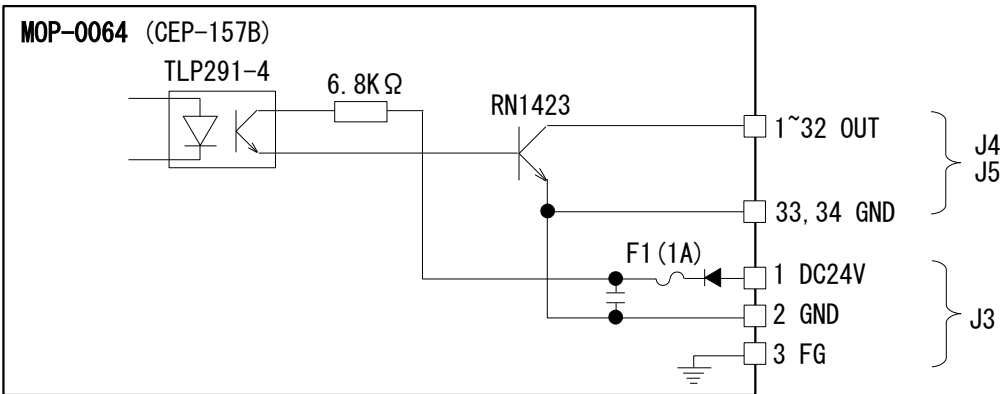 MOP-0064 (CEP-157B)
TLP291-4
6.8KΩ
RN1423
1~32 OUT
J4
J5
33,34 GND
F1(1A)
1 DC24V
2 GND
J3
3 FG